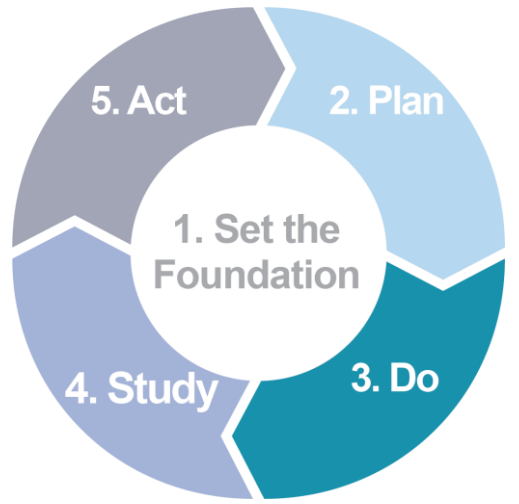 1. Set the
Foundation
2. Plan
3. Do
4. Study
5. Act